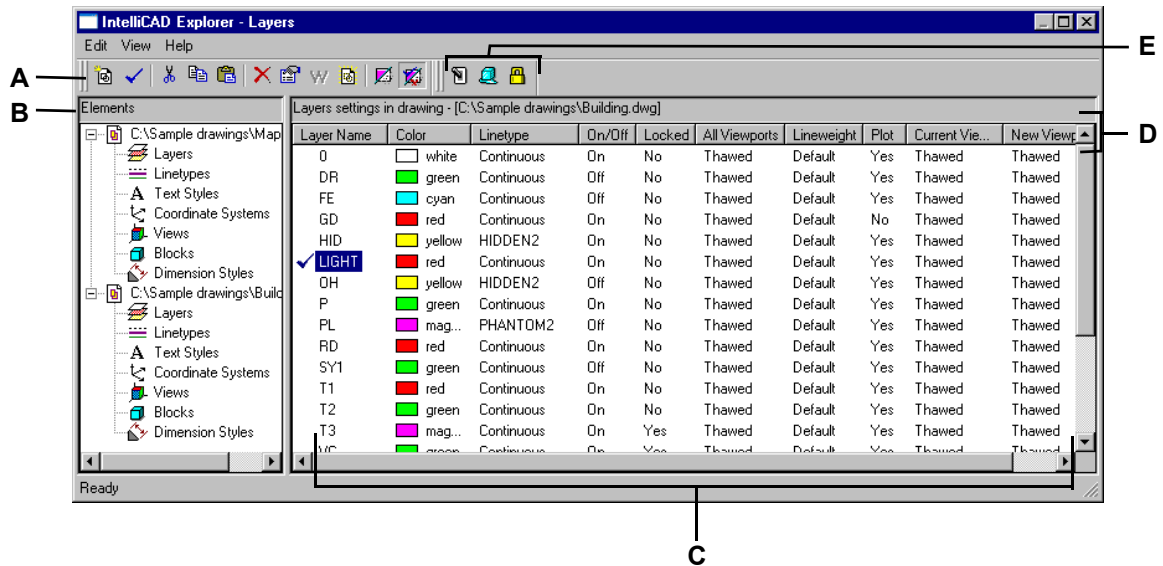 IntelliCAD Explorer - Layers
Edit View Help
E
A
B
Elements
Layers settings in drawing - [C:\Sample drawings\Building.dwg]
D
C:\Sample drawings\Map
Layers
Linetypes
Text Styles
Coordinate Systems
Views
Blocks
Dimension Styles
C:\Sample drawings\Build
Layers
Linetypes
Text Styles
Coordinate Systems
Views
Blocks
Dimension Styles
Layer Name Color Linetype On/Off Locked All Viewports Lineweight Plot Current Vie... New Viewp
0 white Continuous On No Thawed Default Yes Thawed Thawed
DR green Continuous Off No Thawed Default Yes Thawed Thawed
FE cyan Continuous Off No Thawed Default Yes Thawed Thawed
GD red Continuous On No Thawed Default No Thawed Thawed
HID yellow HIDDEN2 On No Thawed Default Yes Thawed Thawed
LIGHT red Continuous On No Thawed Default Yes Thawed Thawed
OH yellow HIDDEN2 Off No Thawed Default Yes Thawed Thawed
P green Continuous On No Thawed Default Yes Thawed Thawed
PL mag... PHANTOM2 Off No Thawed Default Yes Thawed Thawed
RD red Continuous On No Thawed Default Yes Thawed Thawed
SY1 green Continuous Off No Thawed Default Yes Thawed Thawed
T1 red Continuous On No Thawed Default Yes Thawed Thawed
T2 green Continuous On No Thawed Default Yes Thawed Thawed
T3 mag... Continuous On Yes Thawed Default Yes Thawed Thawed
green Continuous On Yes Thawed Default Yes Thawed Thawed
Ready
C